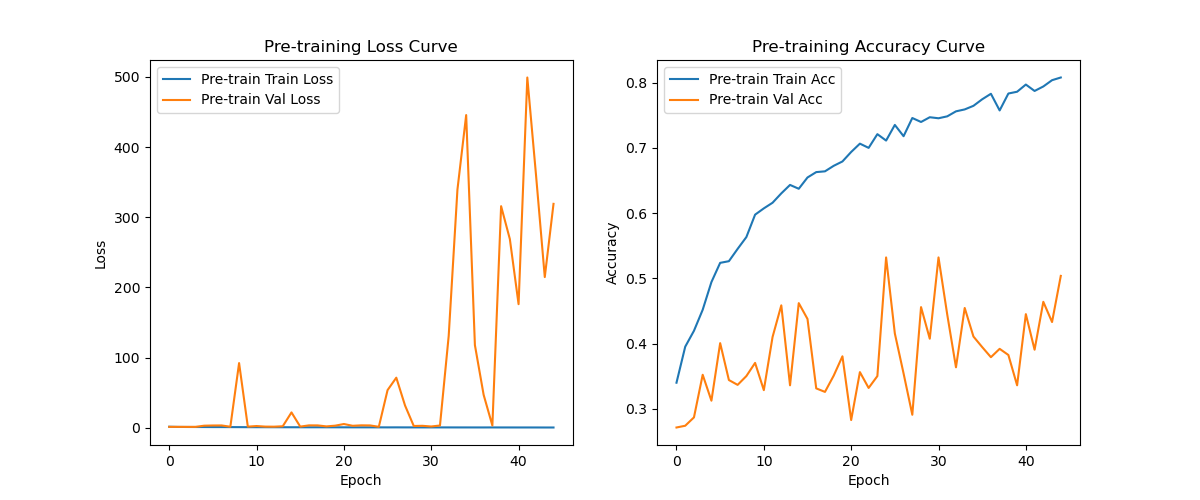 Pre-training Loss Curve
Pre-train Train Loss
Pre-train Val Loss
500
400
300
200
100
0
Loss
0 10 20 30 40
Epoch
Pre-training Accuracy Curve
Pre-train Train Acc
Pre-train Val Acc
0.8
0.7
0.6
0.5
0.4
0.3
Accuracy
0 10 20 30 40
Epoch